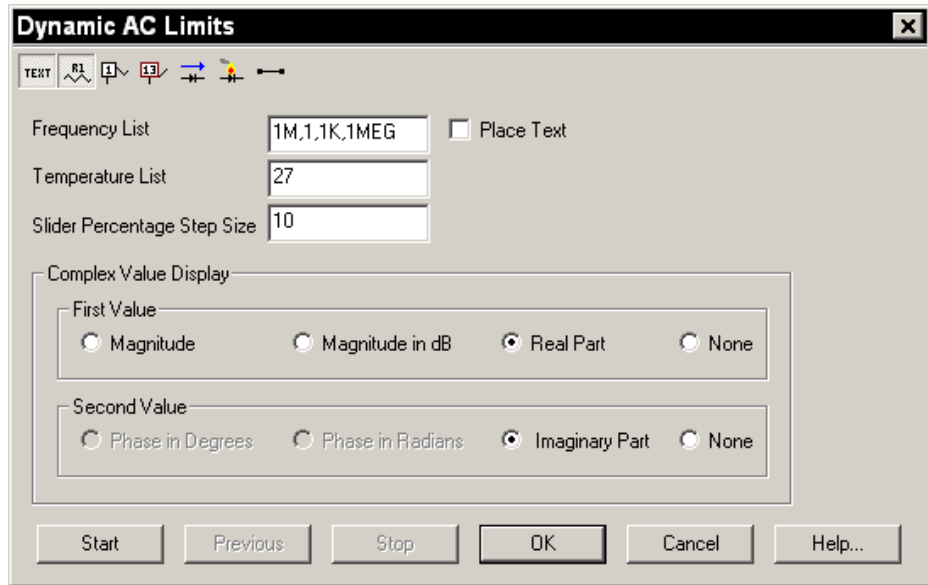 Dynamic AC Limits
TEXT R1 1 13
Frequency List 1M,1,1K,1MEG Place Text
Temperature List 27
Slider Percentage Step Size 10
Complex Value Display
First Value
Magnitude Magnitude in dB Real Part None
Second Value
Phase in Degrees Phase in Radians Imaginary Part None
Start Previous Stop OK Cancel Help...